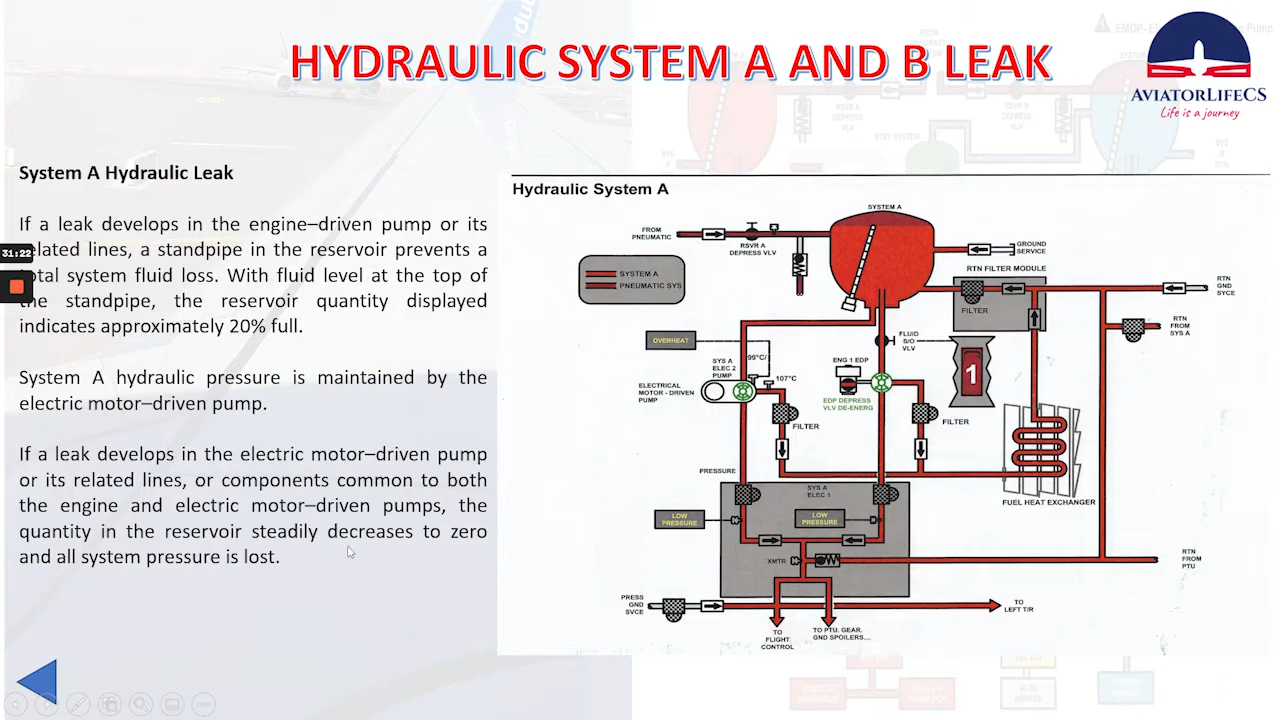 HYDRAULIC SYSTEM A AND B LEAK
AVIATORLIFECS
Life is a journey
System A Hydraulic Leak
If a leak develops in the engine–driven pump or its
related lines, a standpipe in the reservoir prevents a
31:22
total system fluid loss. With fluid level at the top of
the standpipe, the reservoir quantity displayed
indicates approximately 20% full.
System A hydraulic pressure is maintained by the
electric motor–driven pump.
If a leak develops in the electric motor–driven pump
or its related lines, or components common to both
the engine and electric motor–driven pumps, the
quantity in the reservoir steadily decreases to zero
and all system pressure is lost.
Hydraulic System A
SYSTEM A
FROM
PNEUMATIC
RSVR A
DEPRESS VLV
GROUND
SERVICE
SYSTEM A
PNEUMATIC SYS
RTN FILTER MODULE
FILTER
RTN
GND
SYCE
RTN
FROM
SYS A
OVERHEAT
FLUID
S/O
VLV
SYS A
ELEC 2
PUMP
99°C/
107°C
ENG 1 EDP
1
ELECTRICAL
MOTOR - DRIVEN
PUMP
EDP DEPRESS
VLV DE-ENERG
FILTER
FILTER
PRESSURE
SYS A
ELEC 1
FUEL HEAT EXCHANGER
LOW
PRESSURE
LOW
PRESSURE
XMTR
RTN
FROM
PTU
PRESS
GND
SVCE
TO
LEFT T/R
TO
FLIGHT
CONTROL
TO PTU. GEAR.
GND SPOILERS....